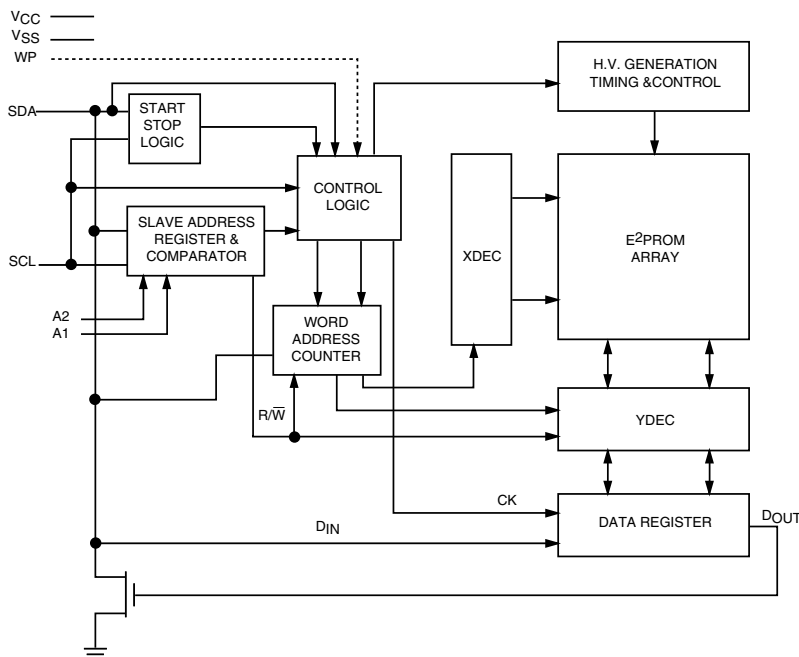 VCC
VSS
WP
SDA
START
STOP
LOGIC
H.V. GENERATION
TIMING &CONTROL
CONTROL
LOGIC
SLAVE ADDRESS
REGISTER &
COMPARATOR
SCL
XDEC
E²PROM
ARRAY
A2
A1
WORD
ADDRESS
COUNTER
R/W̅
YDEC
CK
DIN
DATA REGISTER
DOUT